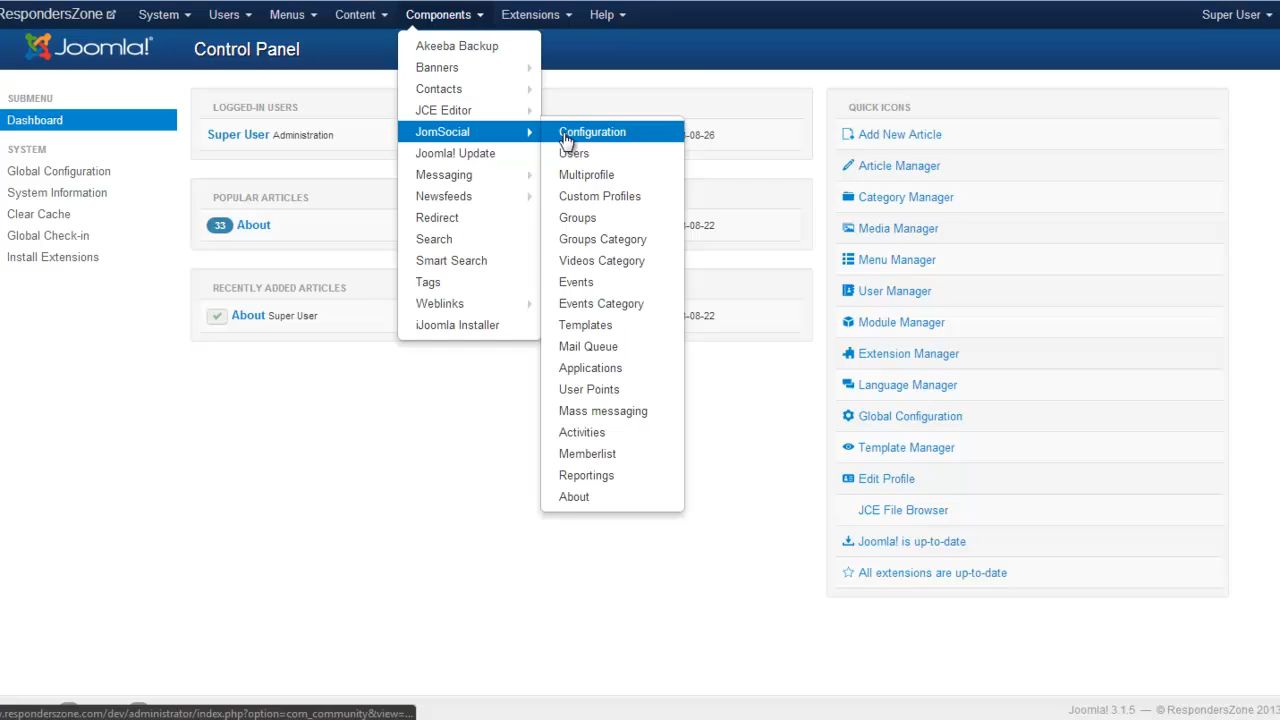 RespondersZone
System
Users
Menus
Content
Components
Extensions
Help
Super User
Joomla!
Control Panel
SUBMENU
Dashboard
SYSTEM
Global Configuration
System Information
Clear Cache
Global Check-in
Install Extensions
LOGGED-IN USERS
Super User Administration
-08-26
POPULAR ARTICLES
33 About
-08-22
RECENTLY ADDED ARTICLES
About Super User
-08-22
Akeeba Backup
Banners
Contacts
JCE Editor
JomSocial
Joomla! Update
Messaging
Newsfeeds
Redirect
Search
Smart Search
Tags
Weblinks
iJoomla Installer
Configuration
Users
Multiprofile
Custom Profiles
Groups
Groups Category
Videos Category
Events
Events Category
Templates
Mail Queue
Applications
User Points
Mass messaging
Activities
Memberlist
Reportings
About
QUICK ICONS
Add New Article
Article Manager
Category Manager
Media Manager
Menu Manager
User Manager
Module Manager
Extension Manager
Language Manager
Global Configuration
Template Manager
Edit Profile
JCE File Browser
Joomla! is up-to-date
All extensions are up-to-date
.responderszone.com/dev/administrator/index.php?option=com_community&view=...
Joomla! 3.1.5 — © RespondersZone 2013